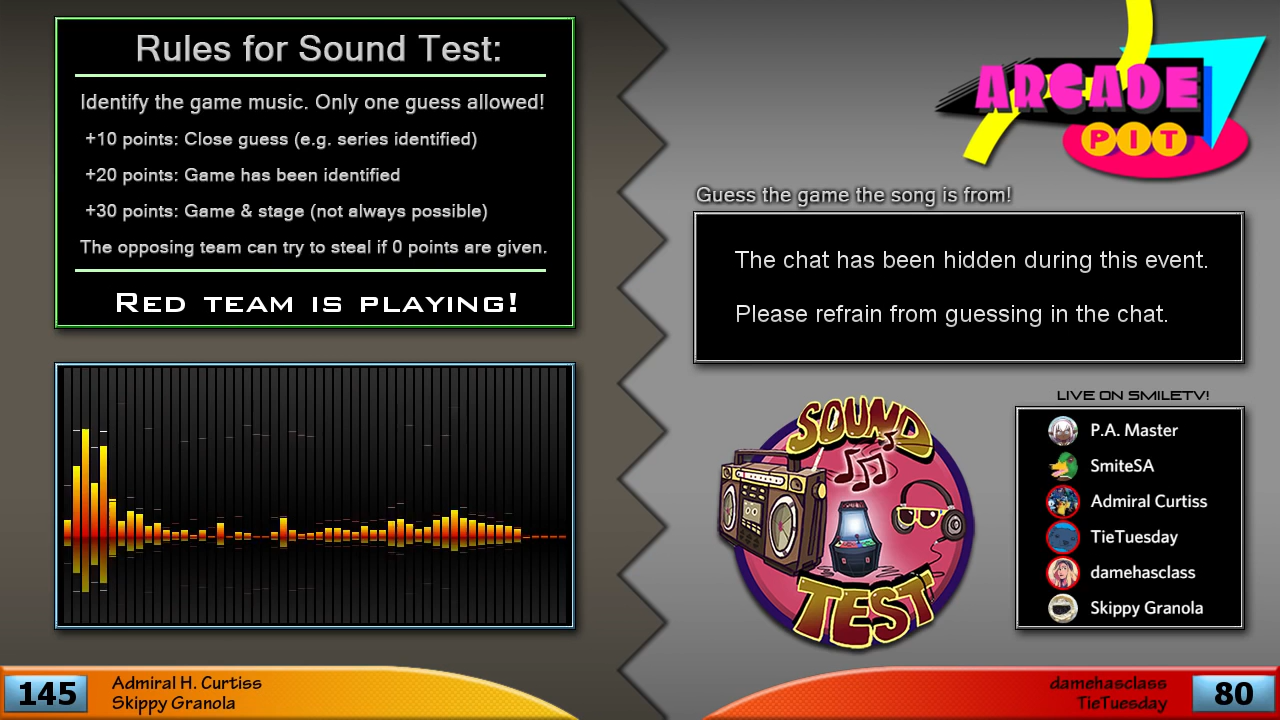 Rules for Sound Test:
Identify the game music. Only one guess allowed!
+10 points: Close guess (e.g. series identified)
+20 points: Game has been identified
+30 points: Game & stage (not always possible)
The opposing team can try to steal if 0 points are given.
RED TEAM IS PLAYING!
ARCADE
PIT
Guess the game the song is from!
The chat has been hidden during this event.
Please refrain from guessing in the chat.
SOUND
TEST
LIVE ON SMILETV!
P.A. Master
SmiteSA
Admiral Curtiss
TieTuesday
damehasclass
Skippy Granola
145
Admiral H. Curtiss
Skippy Granola
damehasclass
TieTuesday
80